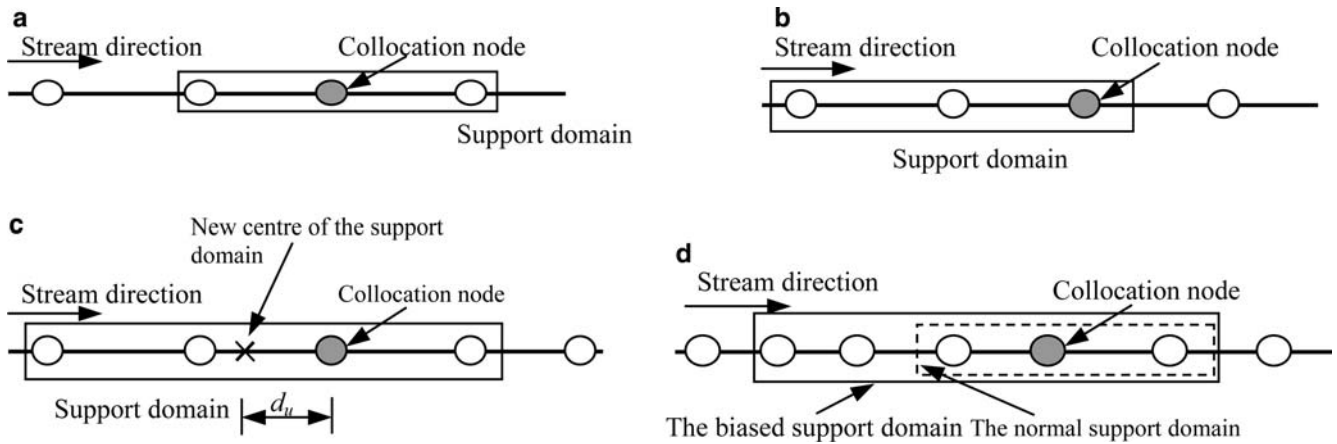 a
Stream direction
Collocation node
Support domain
b
Stream direction
Collocation node
Support domain
c
New centre of the support
domain
Stream direction
Collocation node
Support domain
d_u
d
Stream direction
Collocation node
The biased support domain
The normal support domain